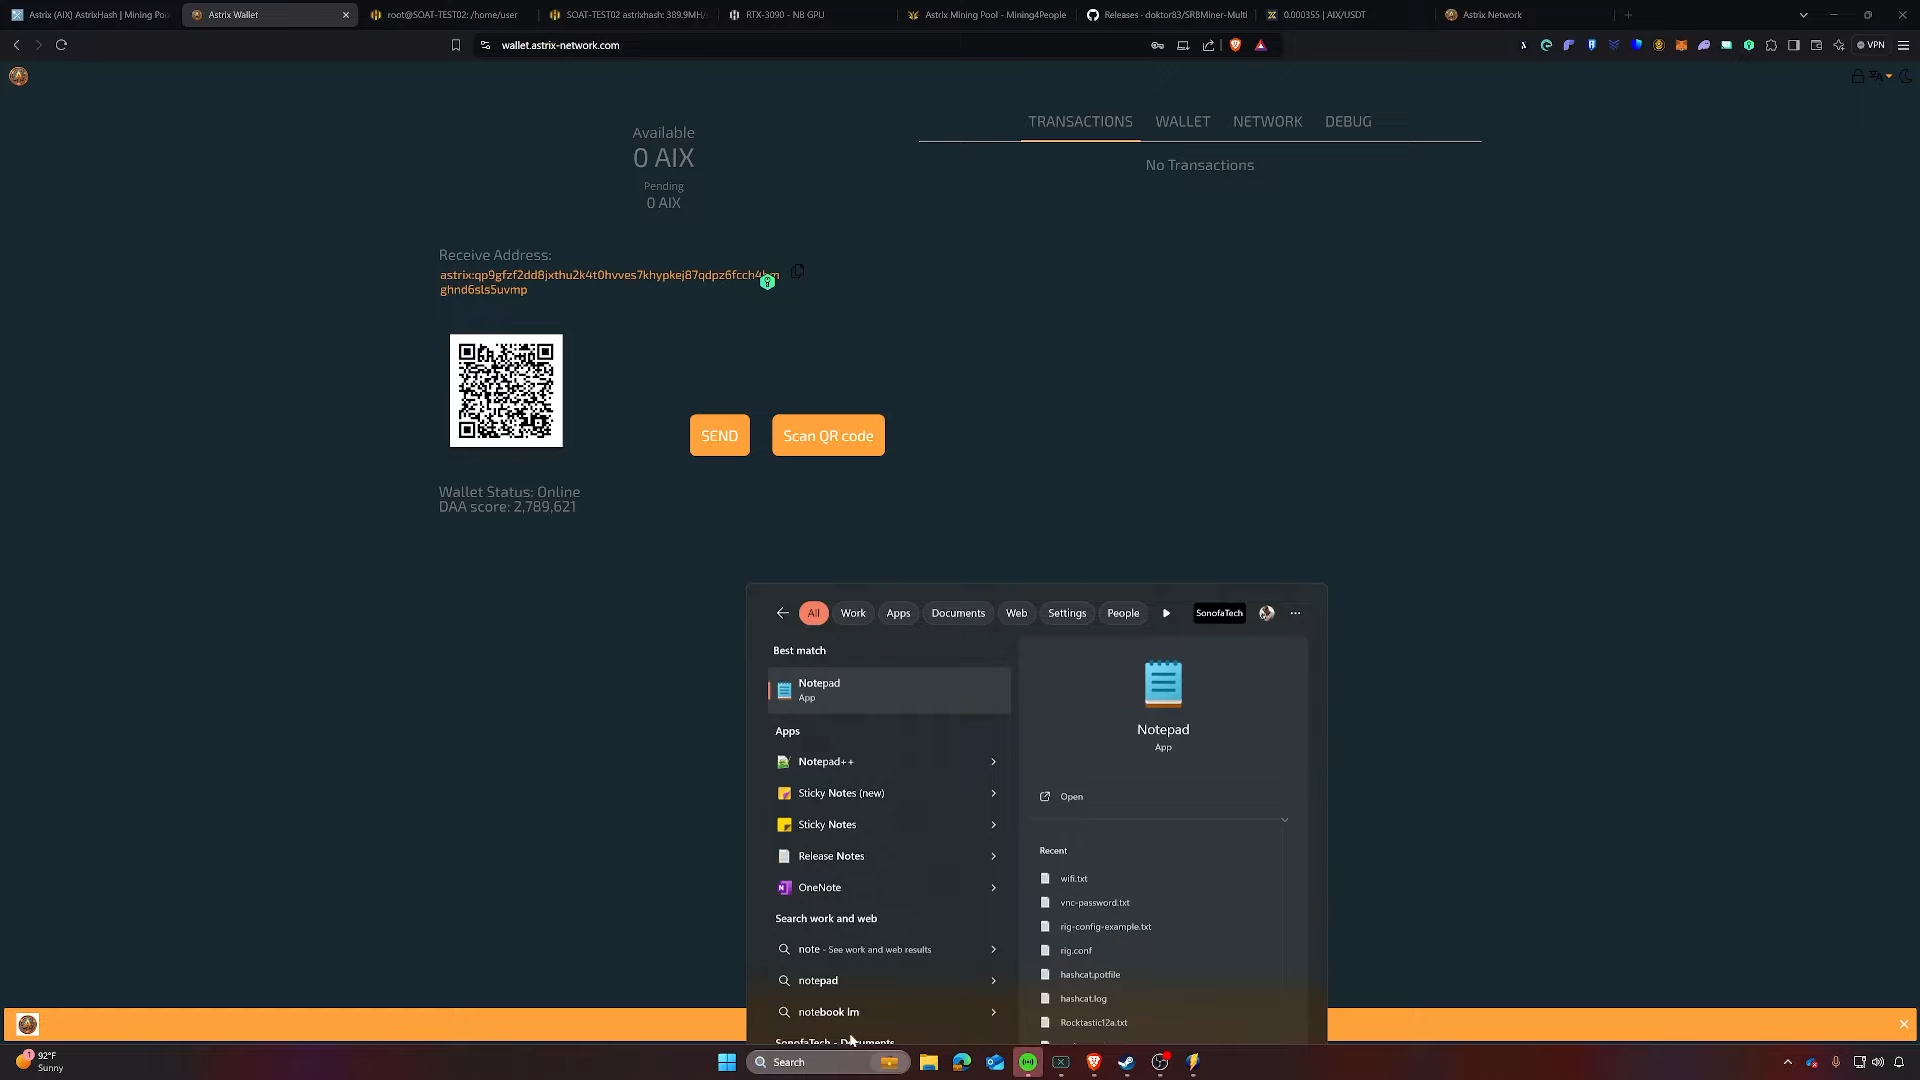 Astrix (AIX) AstrixHash | Mining Po
Astrix Wallet
root@SOAT-TEST02: /home/user
SOAT-TEST02 astrixhash: 389.9MH/
RTX-3090 - NB GPU
Astrix Mining Pool - Mining4People
Releases · doktor83/SRBMiner-Multi
0.000355 | AIX/USDT
Astrix Network
wallet.astrix-network.com
VPN
TRANSACTIONS WALLET NETWORK DEBUG
No Transactions
Available
0 AIX
Pending
0 AIX
Receive Address:
astrix:qp9gfzf2dd8jxthu2k4t0hvves7khypkej87qdpz6fcch4
ghnd6sls5uvmp
SEND
Scan QR code
Wallet Status: Online
DAA score: 2,789,621
All Work Apps Documents Web Settings People
SonofaTech
Best match
Notepad
App
Apps
Notepad++
Sticky Notes (new)
Sticky Notes
Release Notes
OneNote
Search work and web
note - See work and web results
notepad
notebook lm
SonofaTech - Documents
Notepad
App
Open
Recent
wifi.txt
vnc-password.txt
rig-config-example.txt
rig.conf
hashcat.potfile
hashcat.log
Rocktastic12a.txt
1
92°F
Sunny
Search